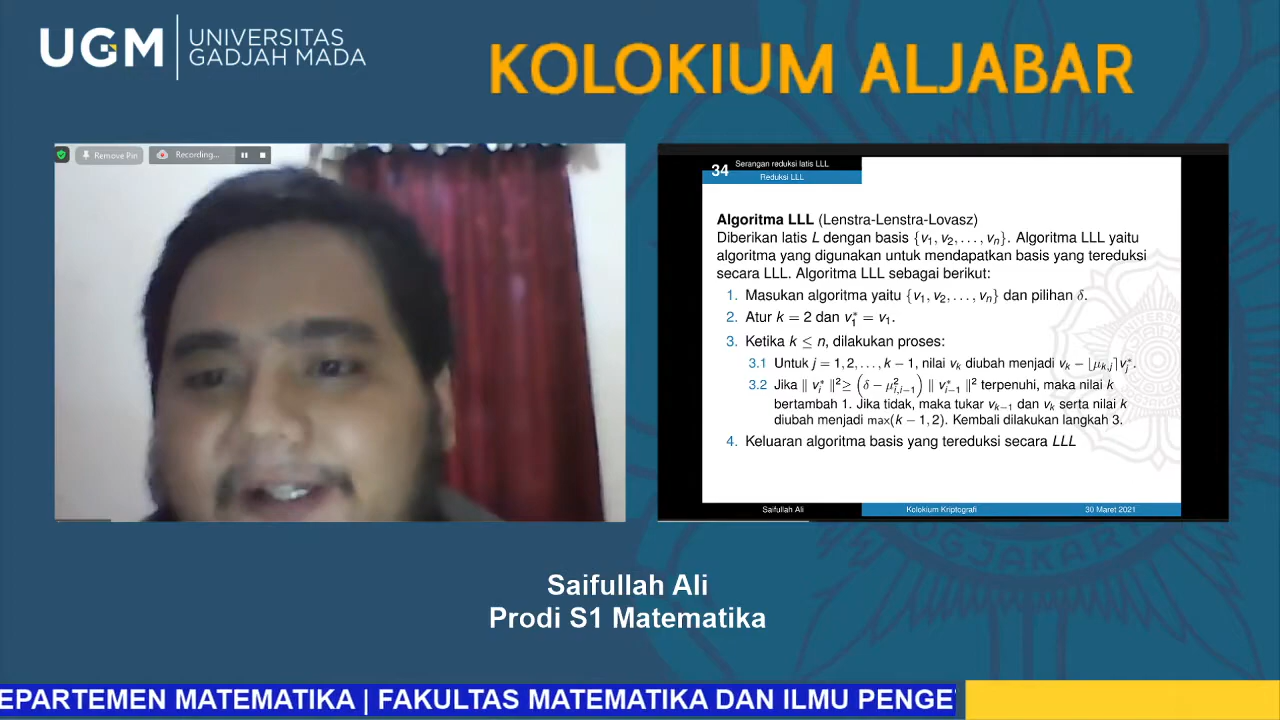 UGM
UNIVERSITAS
GADJAH MADA
KOLOKIUM ALJABAR
Remove Pin
Recording...
34
Serangan reduksi latis LLL
Reduksi LLL
Algoritma LLL (Lenstra-Lenstra-Lovasz)
Diberikan latis L dengan basis {v₁, v₂, . . . , vₙ}. Algoritma LLL yaitu
algoritma yang digunakan untuk mendapatkan basis yang tereduksi
secara LLL. Algoritma LLL sebagai berikut:
1. Masukan algoritma yaitu {v₁, v₂, . . . , vₙ} dan pilihan δ.
2. Atur k = 2 dan v₁* = v₁.
3. Ketika k ≤ n, dilakukan proses:
3.1 Untuk j = 1, 2, . . . , k − 1, nilai vₖ diubah menjadi vₖ − ⌊μₖ,ⱼ⌉vⱼ*.
3.2 Jika ‖ vᵢ* ‖²≥ (δ − μ²ᵢ,ᵢ₋₁) ‖ v*ᵢ₋₁ ‖² terpenuhi, maka nilai k
bertambah 1. Jika tidak, maka tukar vₖ₋₁ dan vₖ serta nilai k
diubah menjadi max(k − 1, 2). Kembali dilakukan langkah 3.
4. Keluaran algoritma basis yang tereduksi secara LLL
Saifullah Ali
Kolokium Kriptografi
30 Maret 2021
Saifullah Ali
Prodi S1 Matematika
EPARTEMEN MATEMATIKA | FAKULTAS MATEMATIKA DAN ILMU PENGE